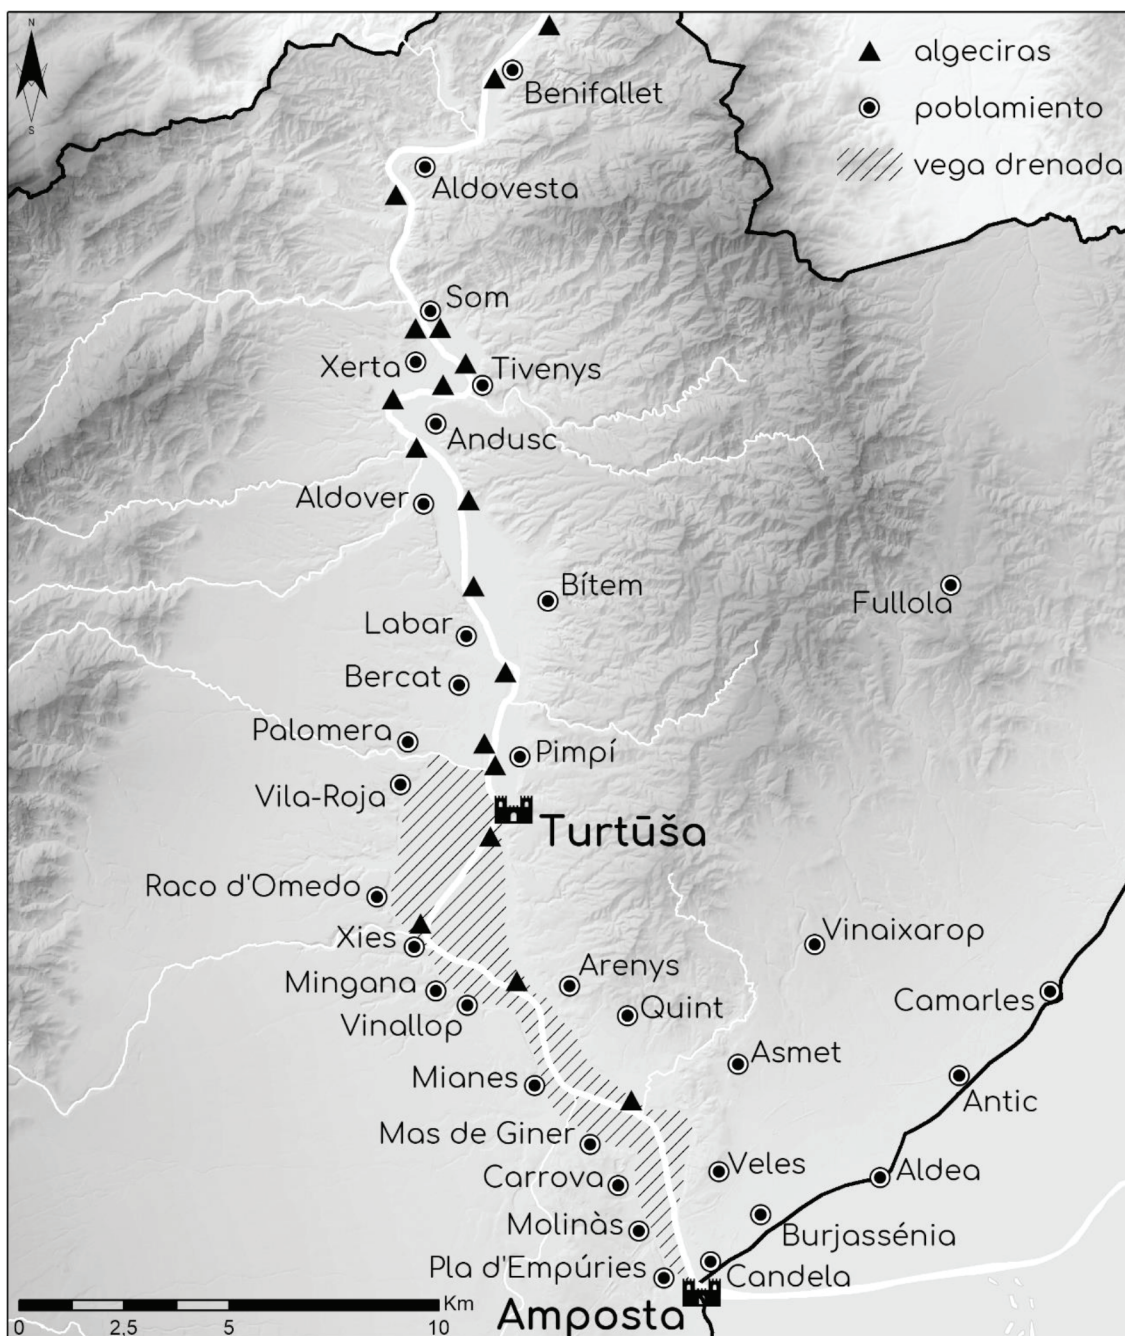 N
S
algeciras
poblamiento
vega drenada
Benifallet
Aldovesta
Som
Xerta
Tivenys
Andusc
Aldover
Bítem
Fullola
Labar
Bercat
Palomera
Pimpí
Vila-Roja
Turtūša
Raco d'Omedo
Xies
Vinaixarop
Arenys
Mingana
Camarles
Quint
Vinallop
Asmet
Mianes
Antic
Mas de Giner
Veles
Aldea
Carrova
Molinàs
Burjassénia
Pla d'Empúries
Candela
Amposta
Km
0 2,5 5 10